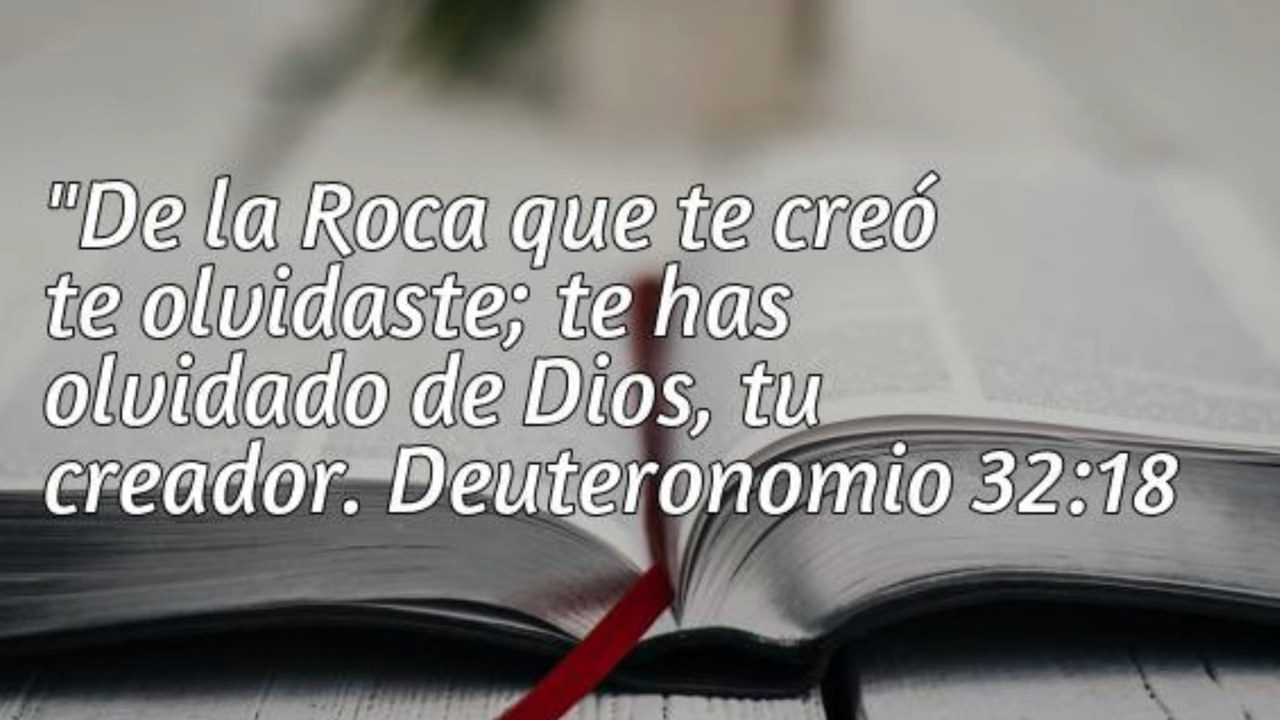 "De la Roca que te creó
te olvidaste; te has
olvidado de Dios, tu
creador. Deuteronomio 32:18